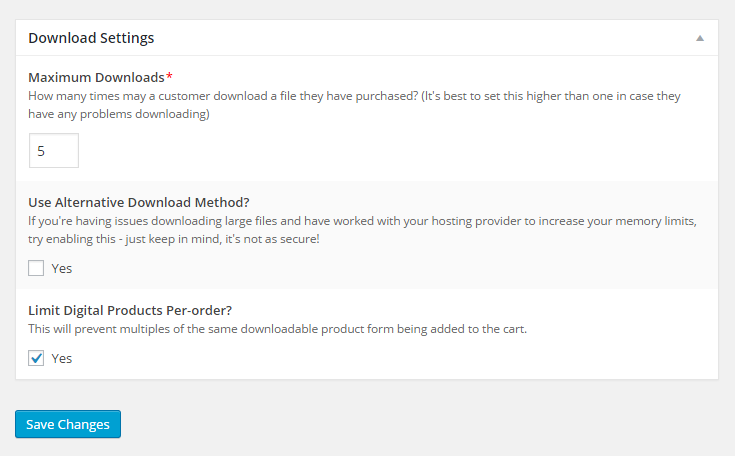 Download Settings
Maximum Downloads*
How many times may a customer download a file they have purchased? (It's best to set this higher than one in case they
have any problems downloading)
5
Use Alternative Download Method?
If you're having issues downloading large files and have worked with your hosting provider to increase your memory limits,
try enabling this - just keep in mind, it's not as secure!
Yes
Limit Digital Products Per-order?
This will prevent multiples of the same downloadable product form being added to the cart.
Yes
Save Changes